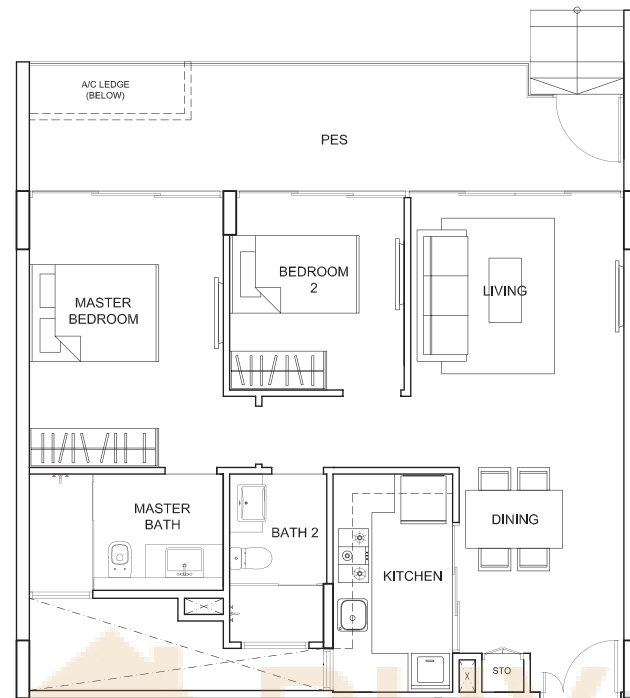 A/C LEDGE
(BELOW)
PES
MASTER
BEDROOM
BEDROOM
2
LIVING
MASTER
BATH
BATH 2
KITCHEN
DINING
STO